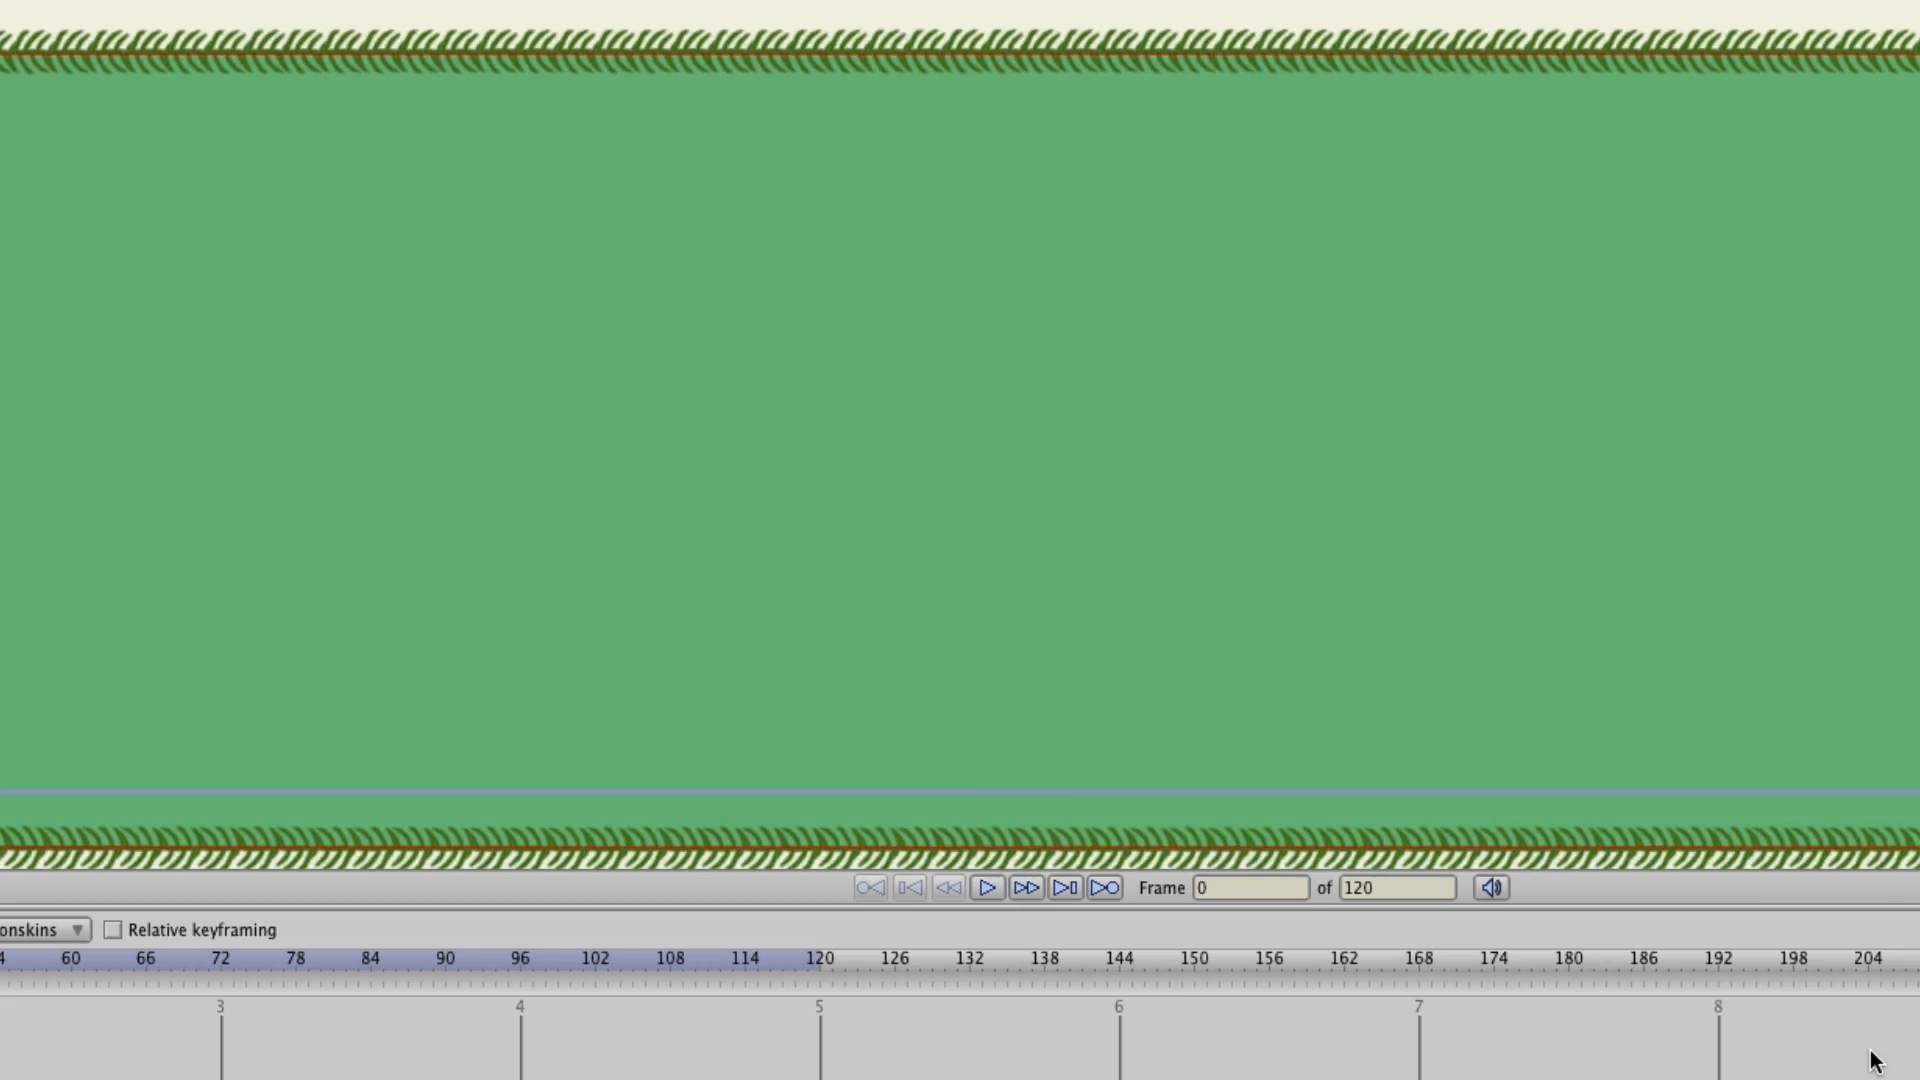 Frame 0 of 120
onskins Relative keyframing
4 60 66 72 78 84 90 96 102 108 114 120 126 132 138 144 150 156 162 168 174 180 186 192 198 204
3 4 5 6 7 8